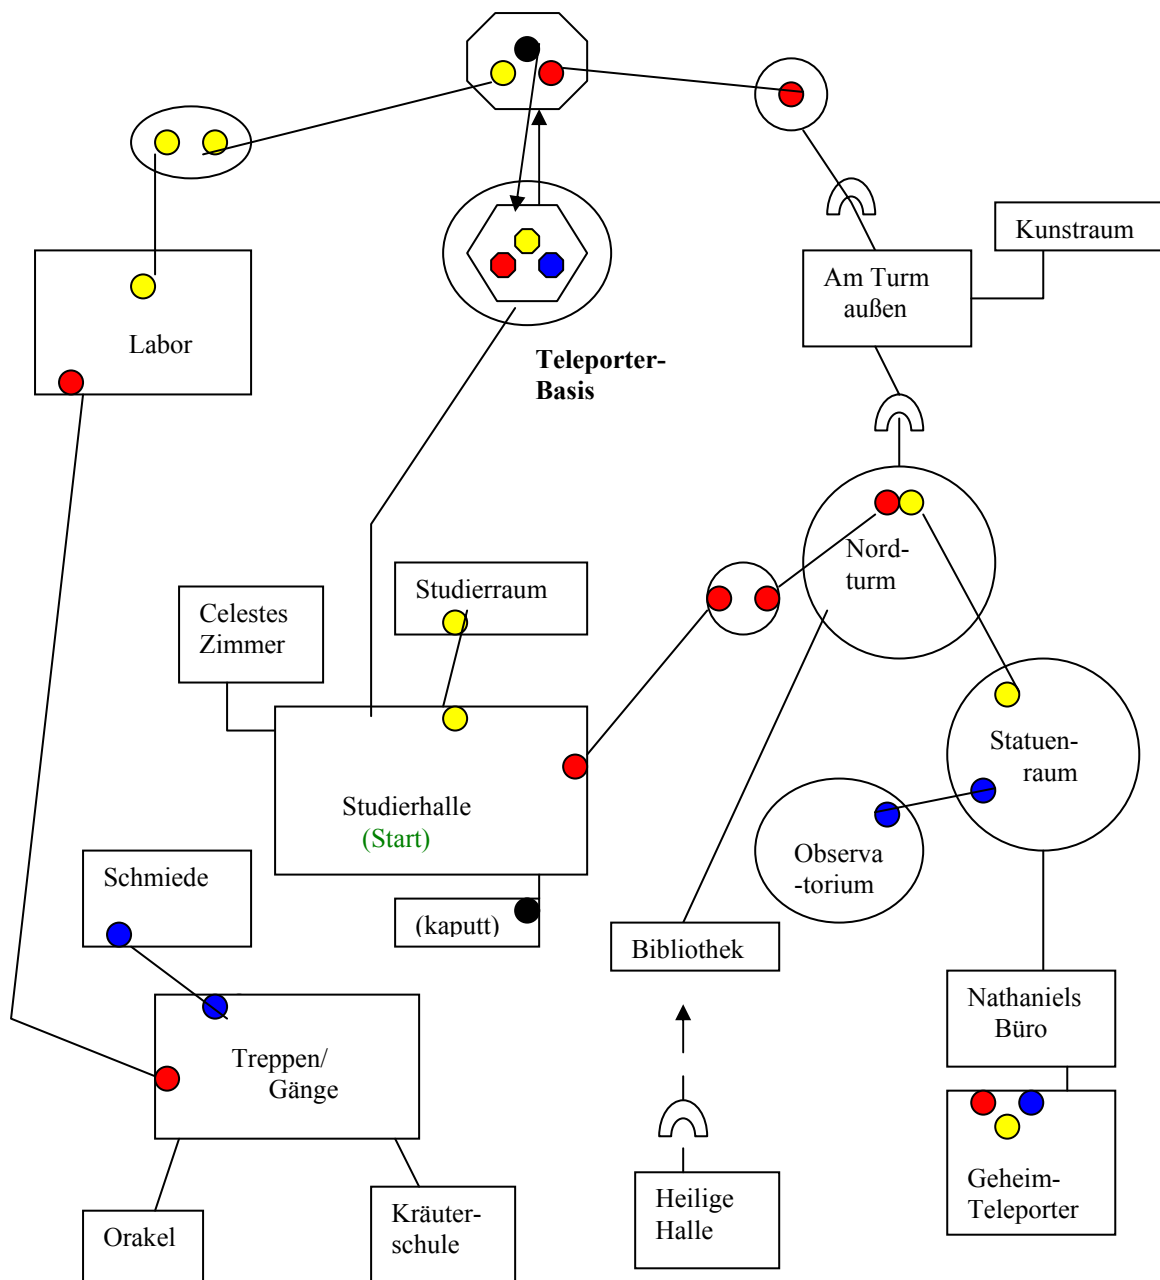 Kunstraum
Am Turm
außen
Labor
Teleporter-
Basis
Nord-
turm
Studierraum
Celestes
Zimmer
Statuen-
raum
Studierhalle
(Start)
Observa
-torium
Schmiede
(kaputt)
Bibliothek
Nathaniels
Büro
Treppen/
Gänge
Geheim-
Teleporter
Heilige
Halle
Kräuter-
schule
Orakel